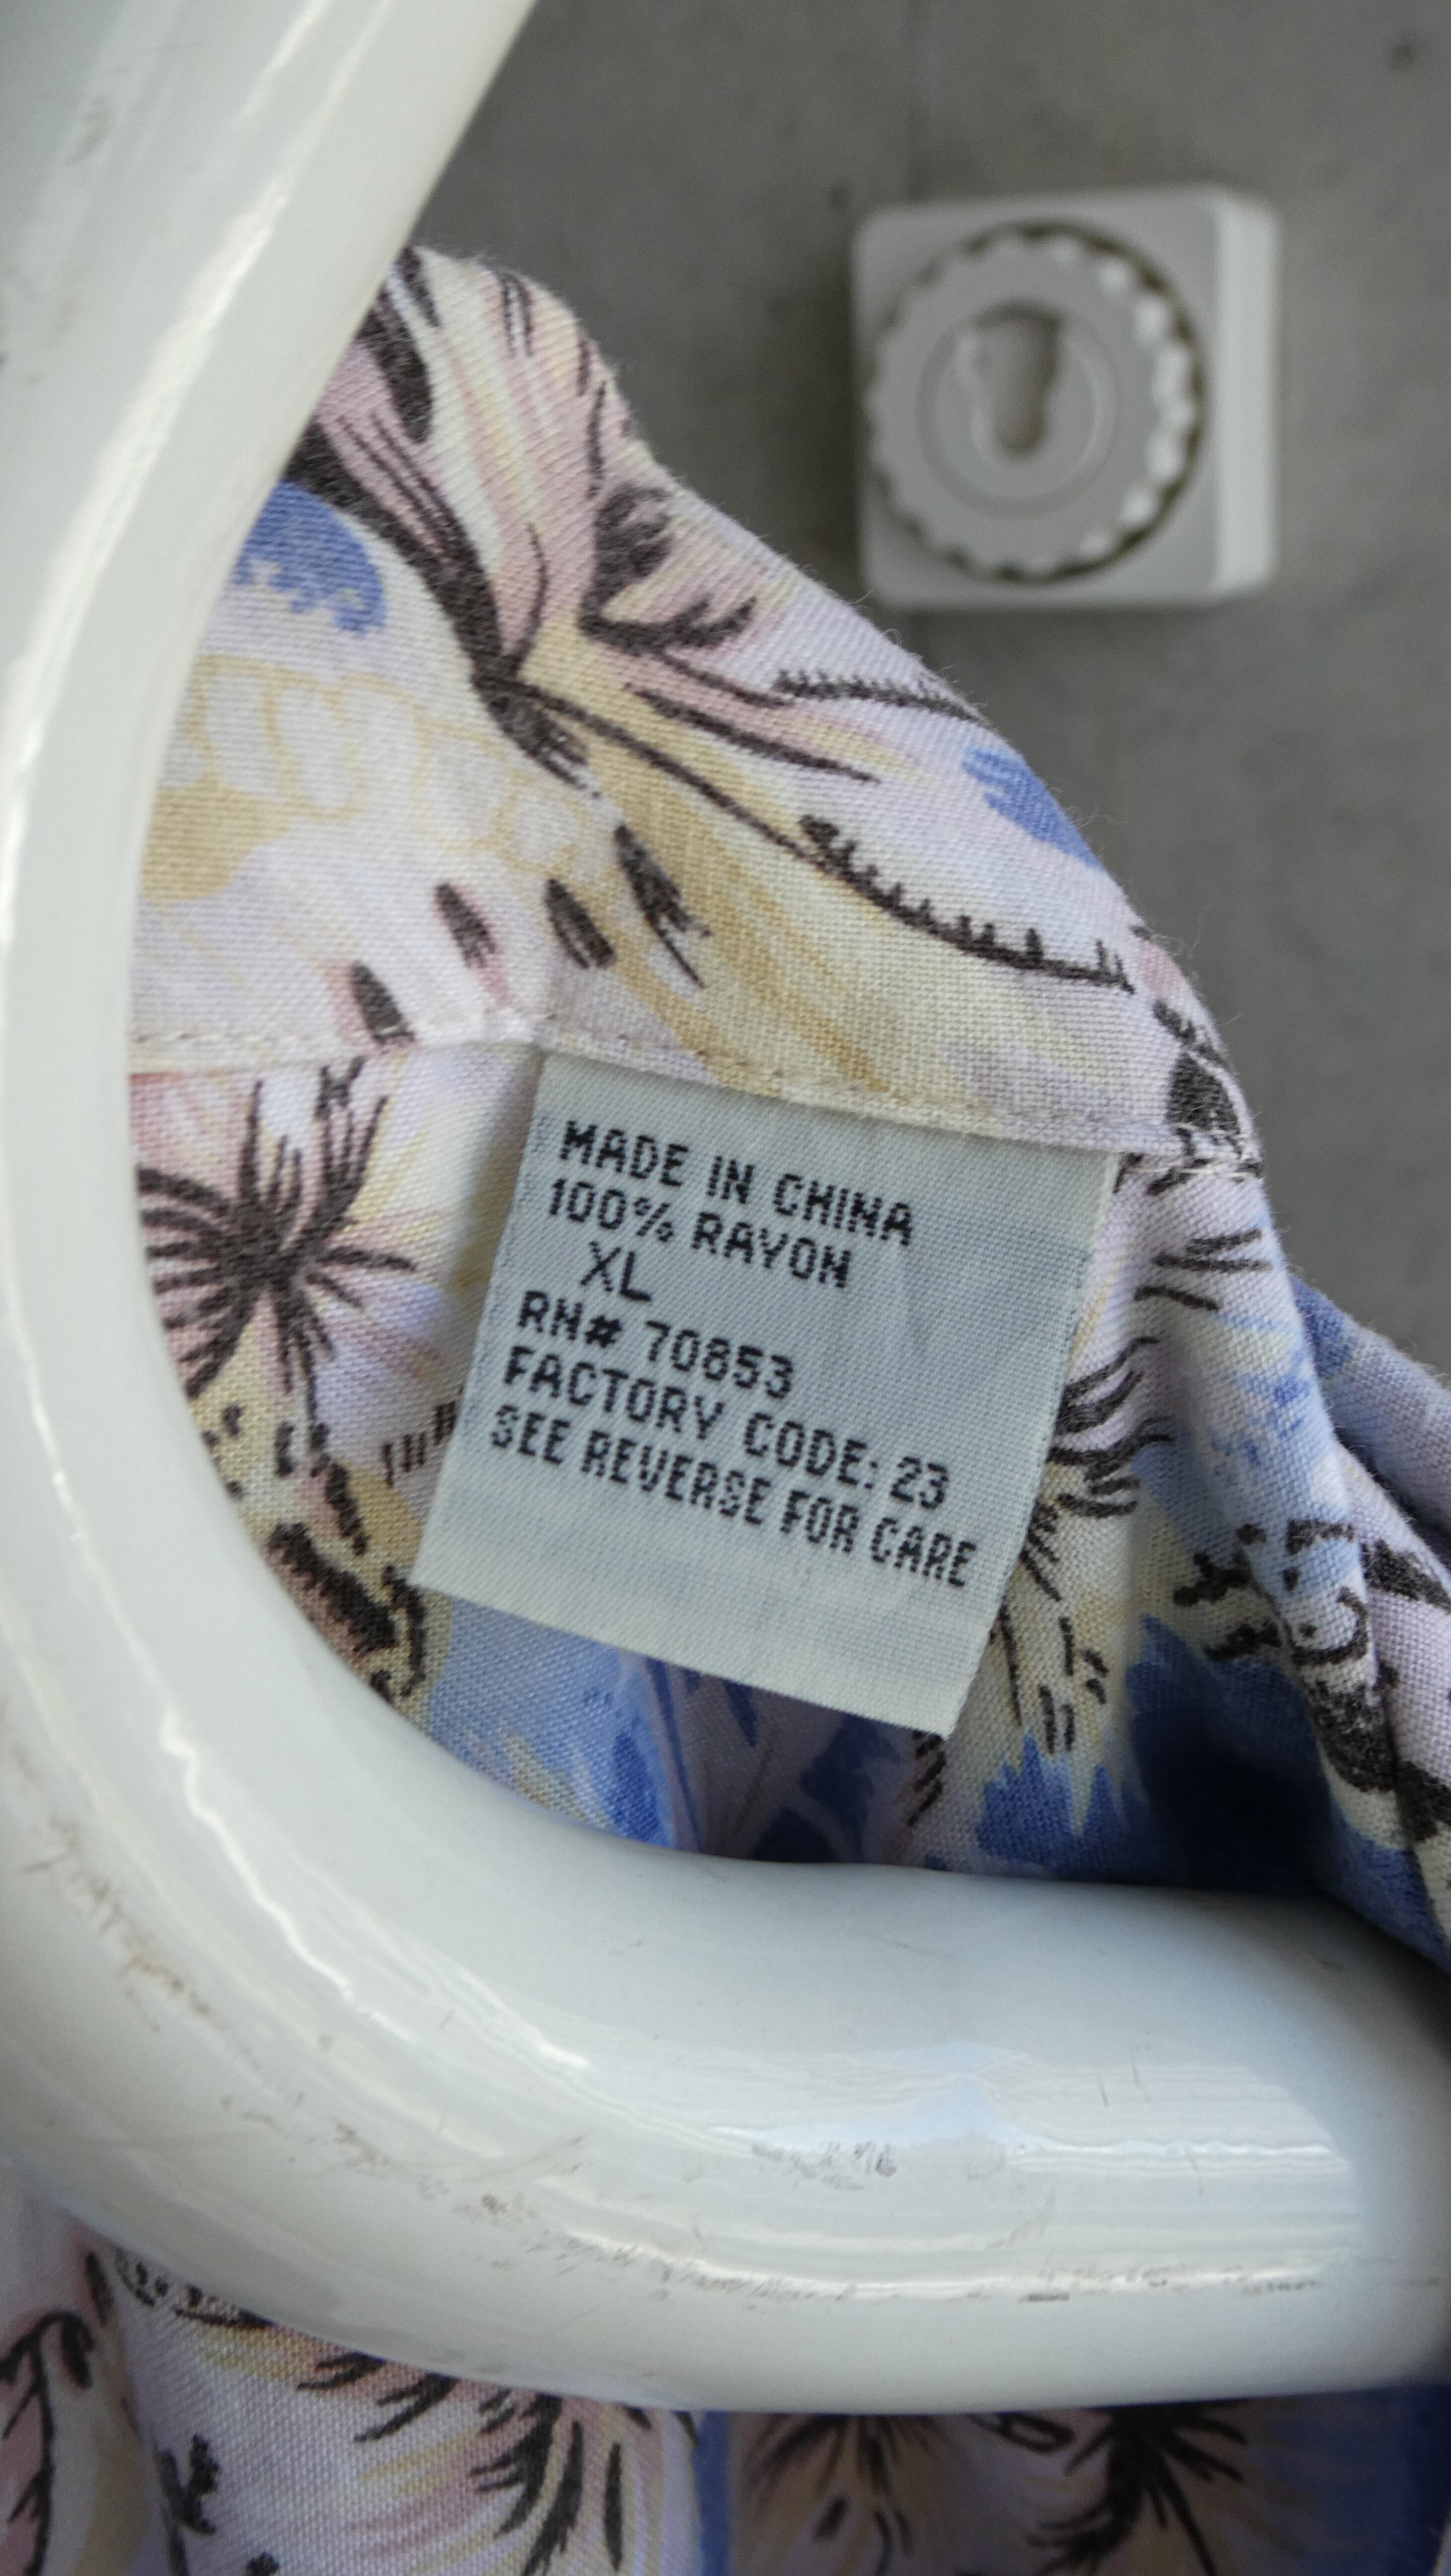 MADE IN CHINA
100% RAYON
XL
RN# 70853
FACTORY CODE: 23
SEE REVERSE FOR CARE